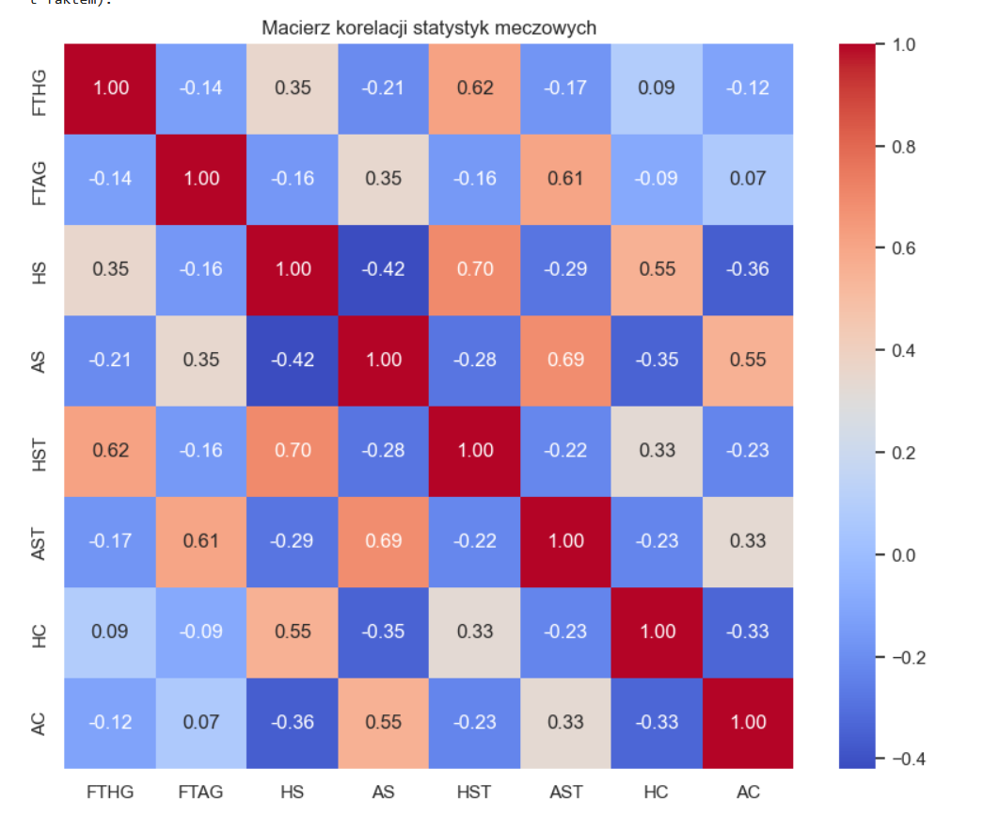 t faktem).
Macierz korelacji statystyk meczowych
FTHG 1.00 -0.14 0.35 -0.21 0.62 -0.17 0.09 -0.12
FTAG -0.14 1.00 -0.16 0.35 -0.16 0.61 -0.09 0.07
HS 0.35 -0.16 1.00 -0.42 0.70 -0.29 0.55 -0.36
AS -0.21 0.35 -0.42 1.00 -0.28 0.69 -0.35 0.55
HST 0.62 -0.16 0.70 -0.28 1.00 -0.22 0.33 -0.23
AST -0.17 0.61 -0.29 0.69 -0.22 1.00 -0.23 0.33
HC 0.09 -0.09 0.55 -0.35 0.33 -0.23 1.00 -0.33
AC -0.12 0.07 -0.36 0.55 -0.23 0.33 -0.33 1.00
FTHG FTAG HS AS HST AST HC AC
1.0
0.8
0.6
0.4
0.2
0.0
−0.2
−0.4